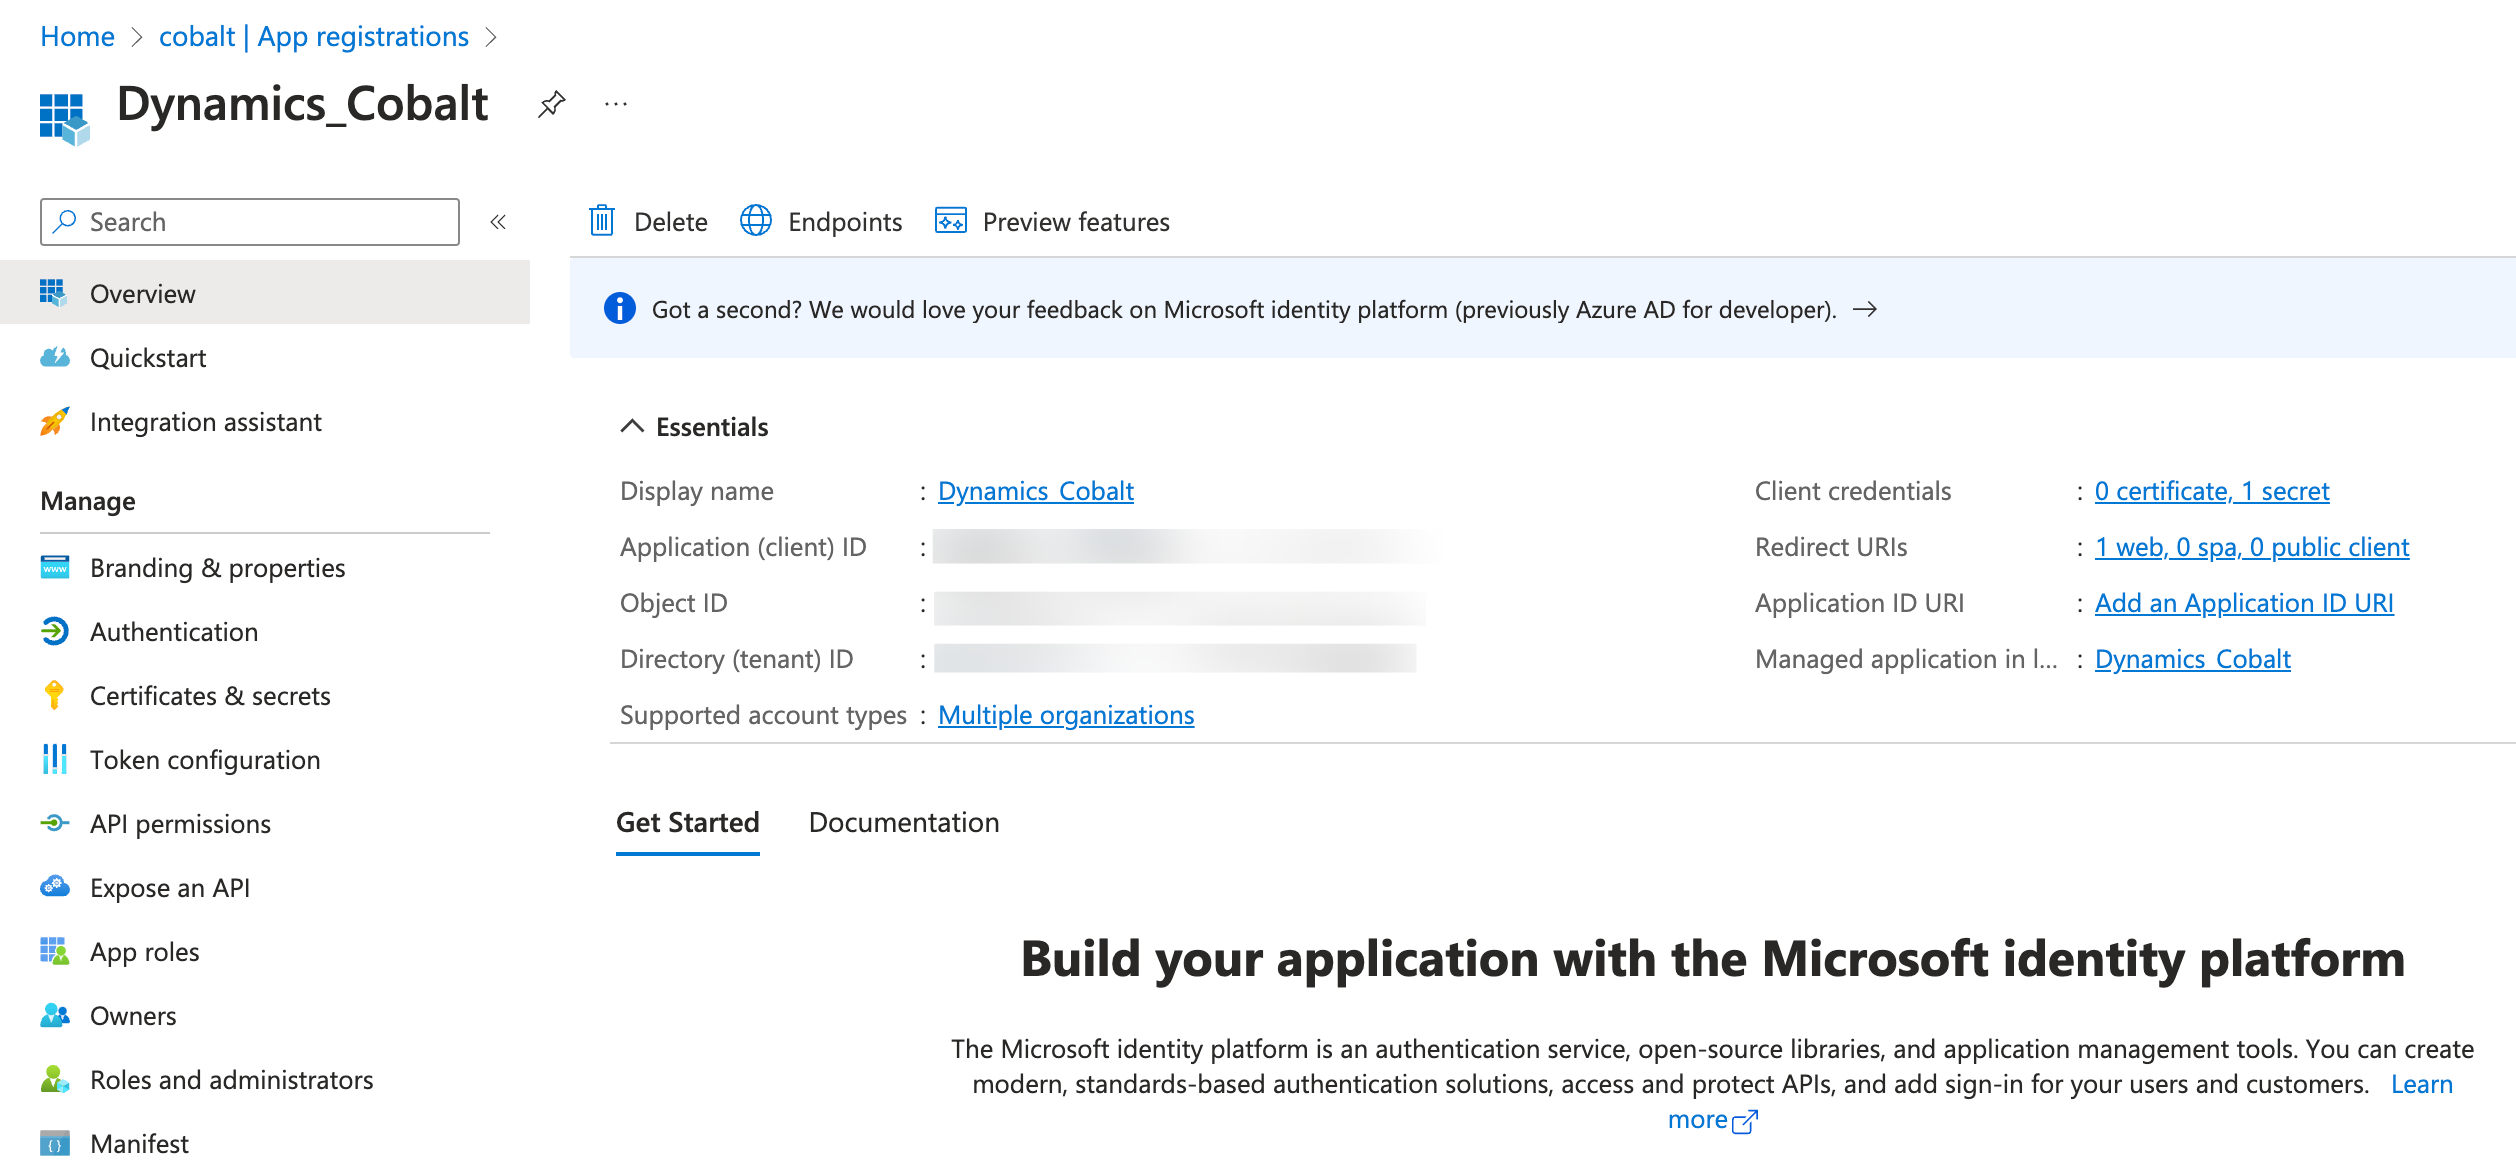 Home > cobalt | App registrations >
Dynamics_Cobalt
...
Search
«
Overview
Quickstart
Integration assistant
Manage
Branding & properties
Authentication
Certificates & secrets
Token configuration
API permissions
Expose an API
App roles
Owners
Roles and administrators
Manifest
Delete Endpoints Preview features
Got a second? We would love your feedback on Microsoft identity platform (previously Azure AD for developer). →
Essentials
Display name : Dynamics_Cobalt
Application (client) ID :
Object ID :
Directory (tenant) ID :
Supported account types : Multiple organizations
Client credentials : 0 certificate, 1 secret
Redirect URIs : 1 web, 0 spa, 0 public client
Application ID URI : Add an Application ID URI
Managed application in l... : Dynamics_Cobalt
Get Started Documentation
Build your application with the Microsoft identity platform
The Microsoft identity platform is an authentication service, open-source libraries, and application management tools. You can create
modern, standards-based authentication solutions, access and protect APIs, and add sign-in for your users and customers. Learn
more